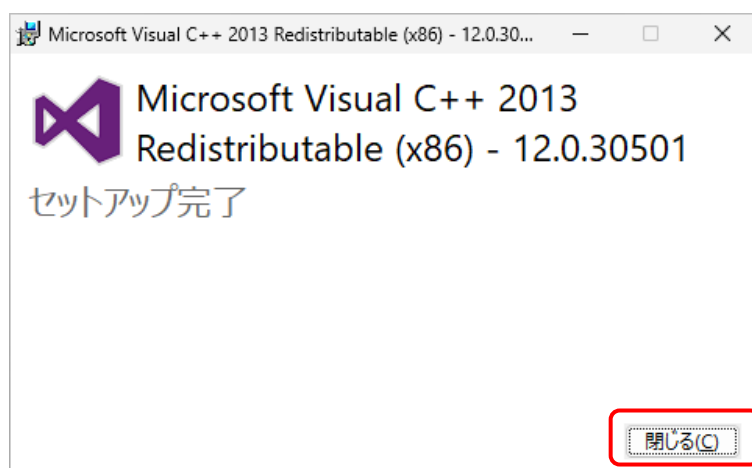 Microsoft Visual C++ 2013 Redistributable (x86) - 12.0.30...
Microsoft Visual C++ 2013
Redistributable (x86) - 12.0.30501
セットアップ完了
閉じる(C)